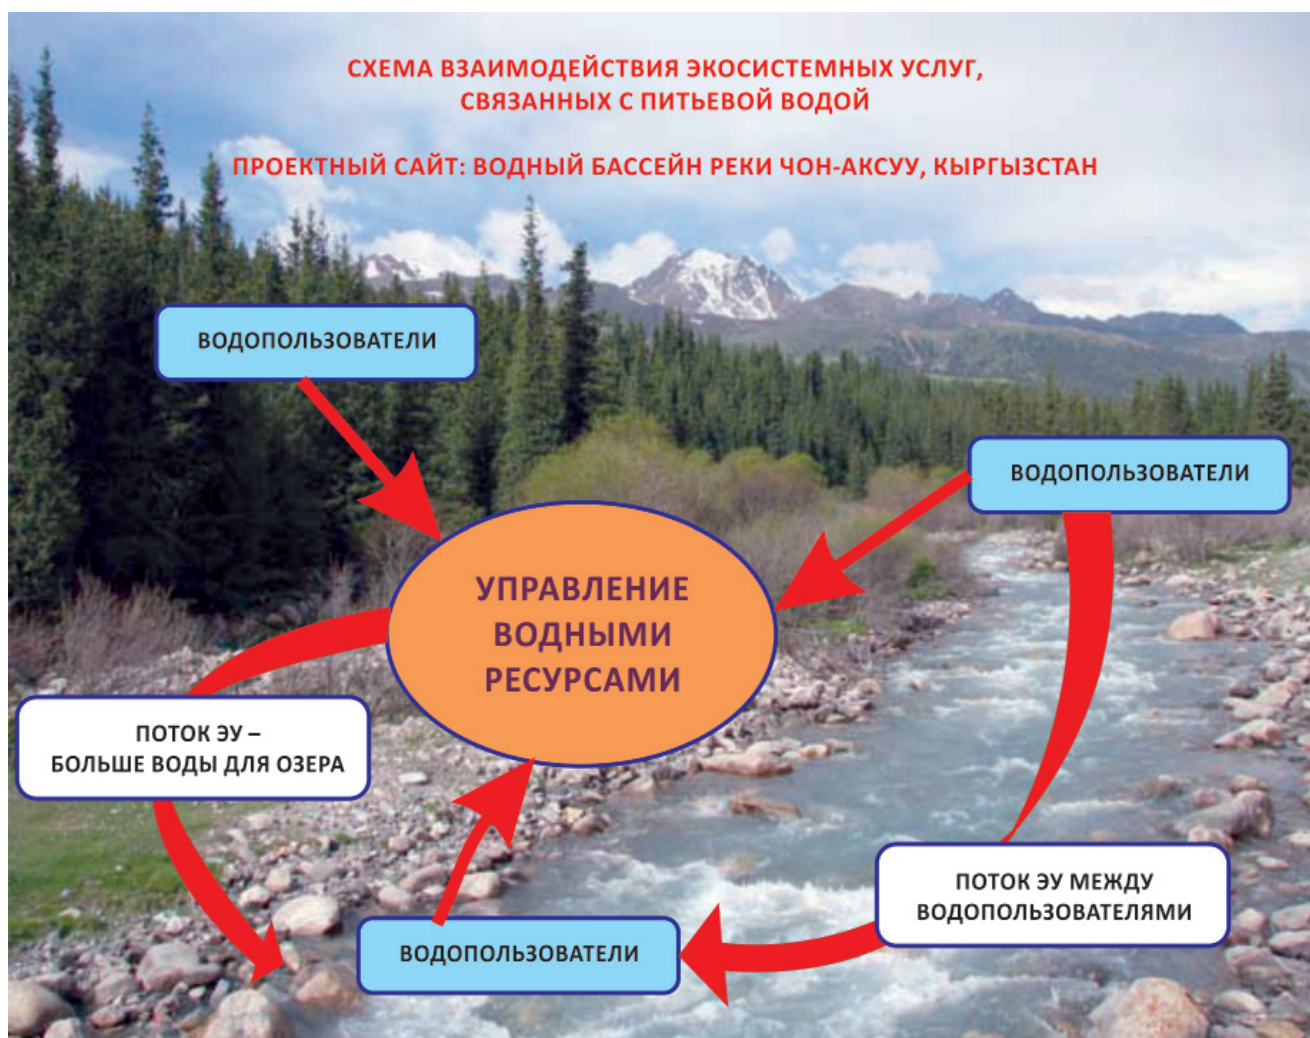 СХЕМА ВЗАИМОДЕЙСТВИЯ ЭКОСИСТЕМНЫХ УСЛУГ,
СВЯЗАННЫХ С ПИТЬЕВОЙ ВОДОЙ
ПРОЕКТНЫЙ САЙТ: ВОДНЫЙ БАССЕЙН РЕКИ ЧОН-АКСУУ, КЫРГЫЗСТАН
ВОДОПОЛЬЗОВАТЕЛИ
ВОДОПОЛЬЗОВАТЕЛИ
УПРАВЛЕНИЕ
ВОДНЫМИ
РЕСУРСАМИ
ПОТОК ЭУ –
БОЛЬШЕ ВОДЫ ДЛЯ ОЗЕРА
ПОТОК ЭУ МЕЖДУ
ВОДОПОЛЬЗОВАТЕЛЯМИ
ВОДОПОЛЬЗОВАТЕЛИ